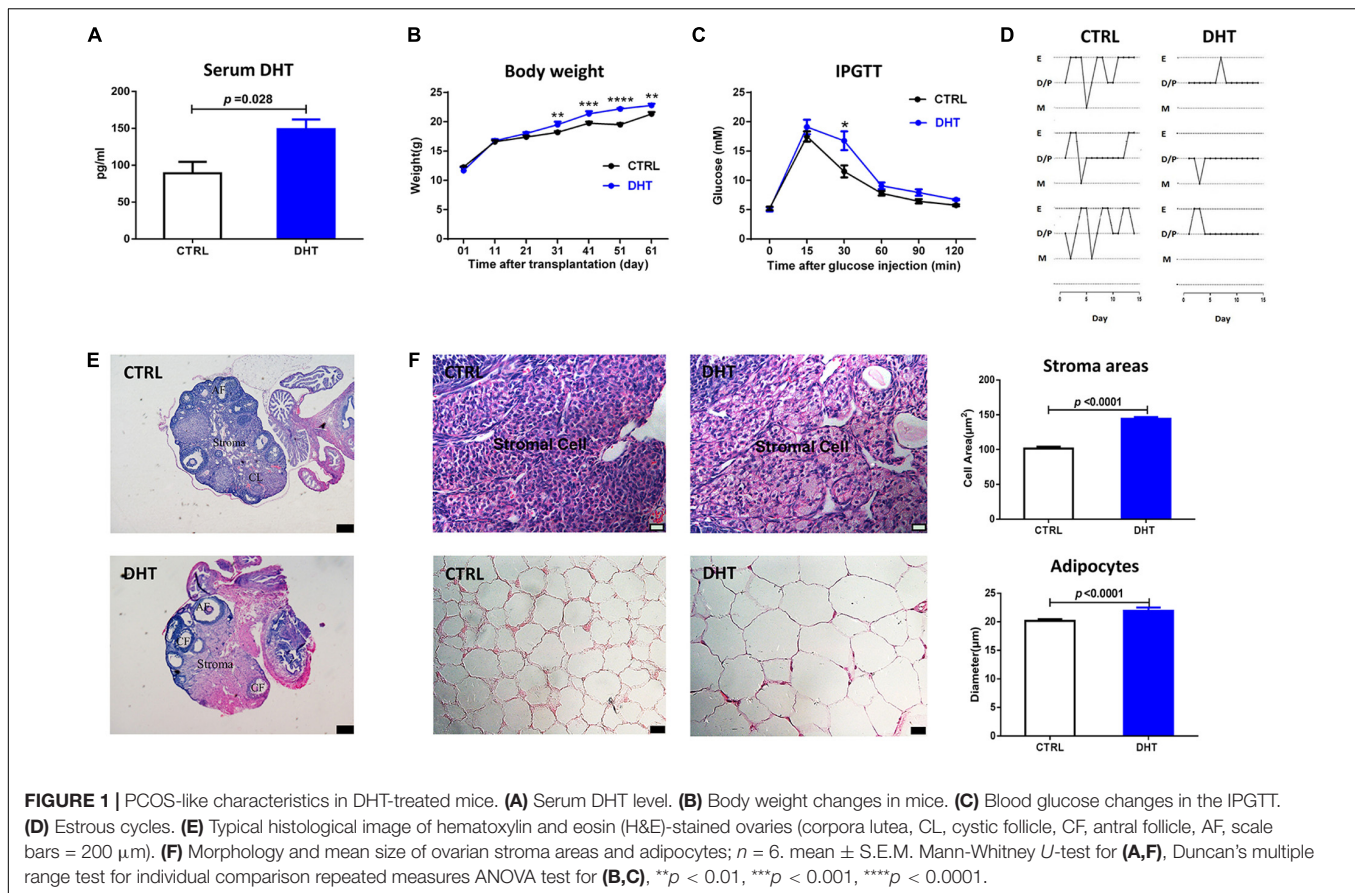 A
Serum DHT
p =0.028
200
150
100
50
0
pg/ml
CTRL
DHT
B
Body weight
25
20
15
10
5
0
Weight(g)
**
***
****
**
CTRL
DHT
01 11 21 31 41 51 61
Time after transplantation (day)
C
IPGTT
25
20
15
10
5
0
Glucose (mM)
*
CTRL
DHT
0 15 30 60 90 120
Time after glucose injection (min)
D
CTRL
DHT
E
D/P
M
E
D/P
M
E
D/P
M
0 5 10 15
Day
E
D/P
M
E
D/P
M
E
D/P
M
0 5 10 15
Day
E
CTRL
AF
Stroma
CL
DHT
AF
CF
Stroma
CF
F
CTRL
Stromal Cell
DHT
Stromal Cell
CTRL
DHT
Stroma areas
p <0.0001
200
150
100
50
0
Cell Area(µm²)
CTRL
DHT
Adipocytes
p <0.0001
25
20
15
10
5
0
Diameter(µm)
CTRL
DHT
FIGURE 1 | PCOS-like characteristics in DHT-treated mice. (A) Serum DHT level. (B) Body weight changes in mice. (C) Blood glucose changes in the IPGTT.
(D) Estrous cycles. (E) Typical histological image of hematoxylin and eosin (H&E)-stained ovaries (corpora lutea, CL, cystic follicle, CF, antral follicle, AF, scale
bars = 200 µm). (F) Morphology and mean size of ovarian stroma areas and adipocytes; n = 6. mean ± S.E.M. Mann-Whitney U-test for (A,F), Duncan's multiple
range test for individual comparison repeated measures ANOVA test for (B,C), **p < 0.01, ***p < 0.001, ****p < 0.0001.